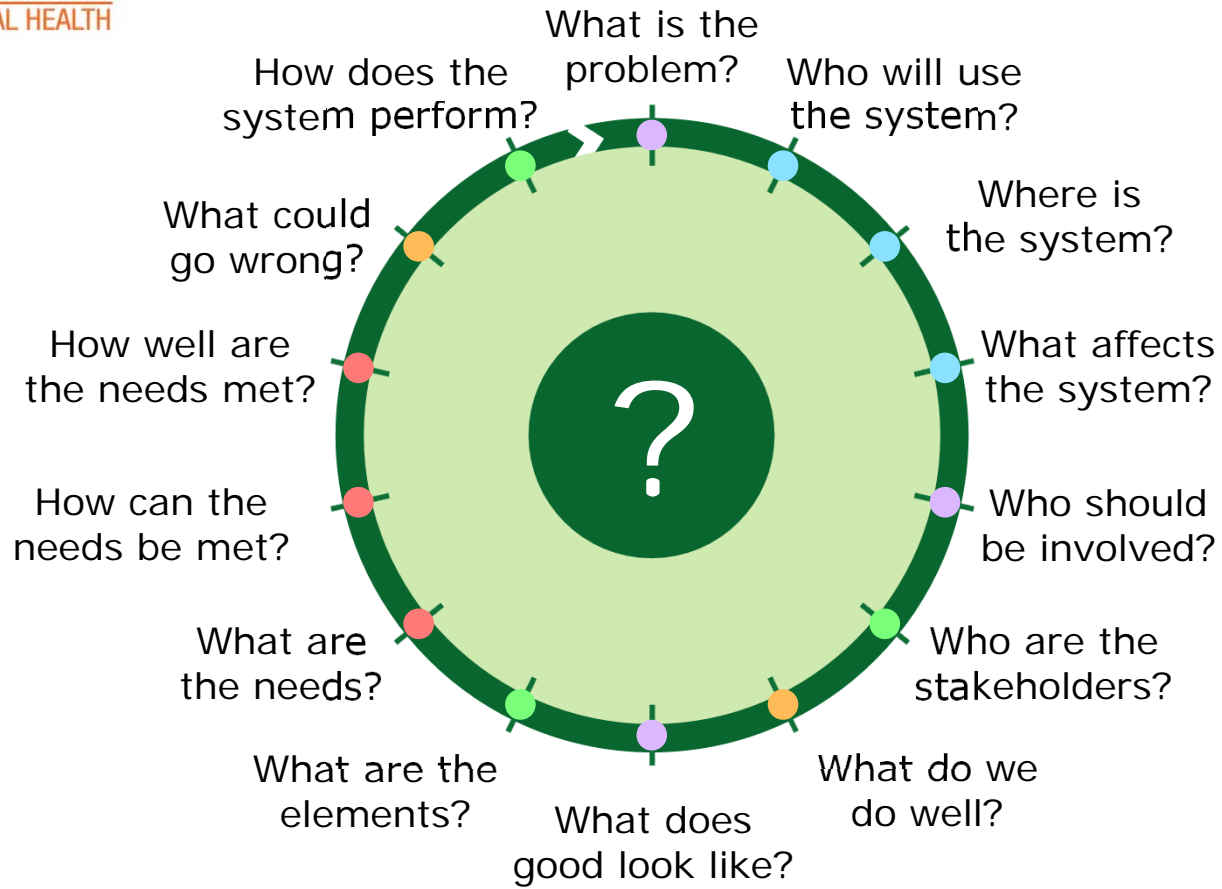 AL HEALTH
What is the
problem?
Who will use
the system?
Where is
the system?
What affects
the system?
Who should
be involved?
Who are the
stakeholders?
What do we
do well?
What does
good look like?
What are the
elements?
What are
the needs?
How can the
needs be met?
How well are
the needs met?
What could
go wrong?
How does the
system perform?
?